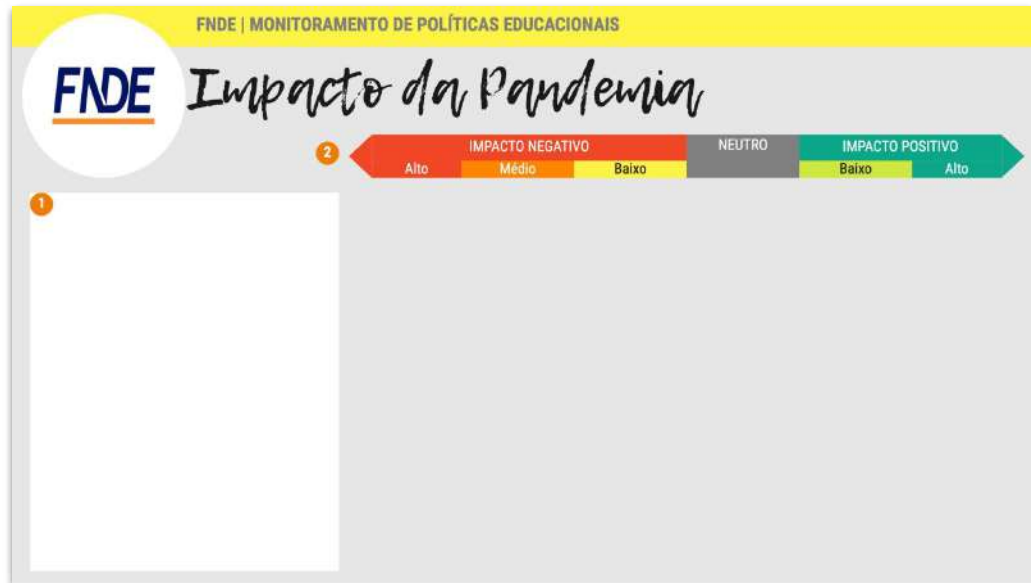 FNDE | MONITORAMENTO DE POLÍTICAS EDUCACIONAIS
FNDE
Impacto da Pandemia
2
IMPACTO NEGATIVO NEUTRO IMPACTO POSITIVO
Alto Médio Baixo Baixo Alto
1